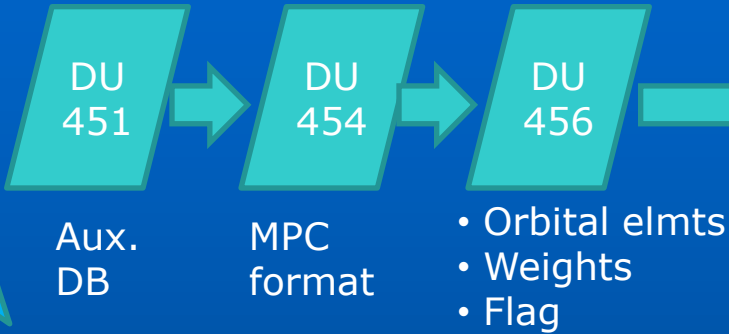 DU
451
DU
454
DU
456
Aux.
DB
MPC
format
• Orbital elmts
• Weights
• Flag